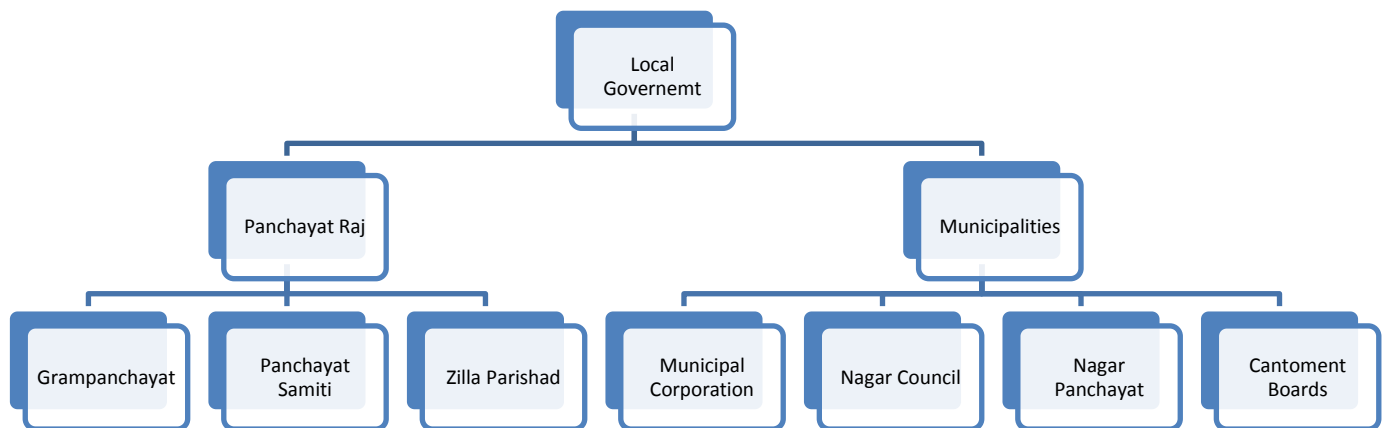 Local
Governemt
Panchayat Raj
Municipalities
Grampanchayat
Panchayat
Samiti
Zilla Parishad
Municipal
Corporation
Nagar Council
Nagar
Panchayat
Cantoment
Boards